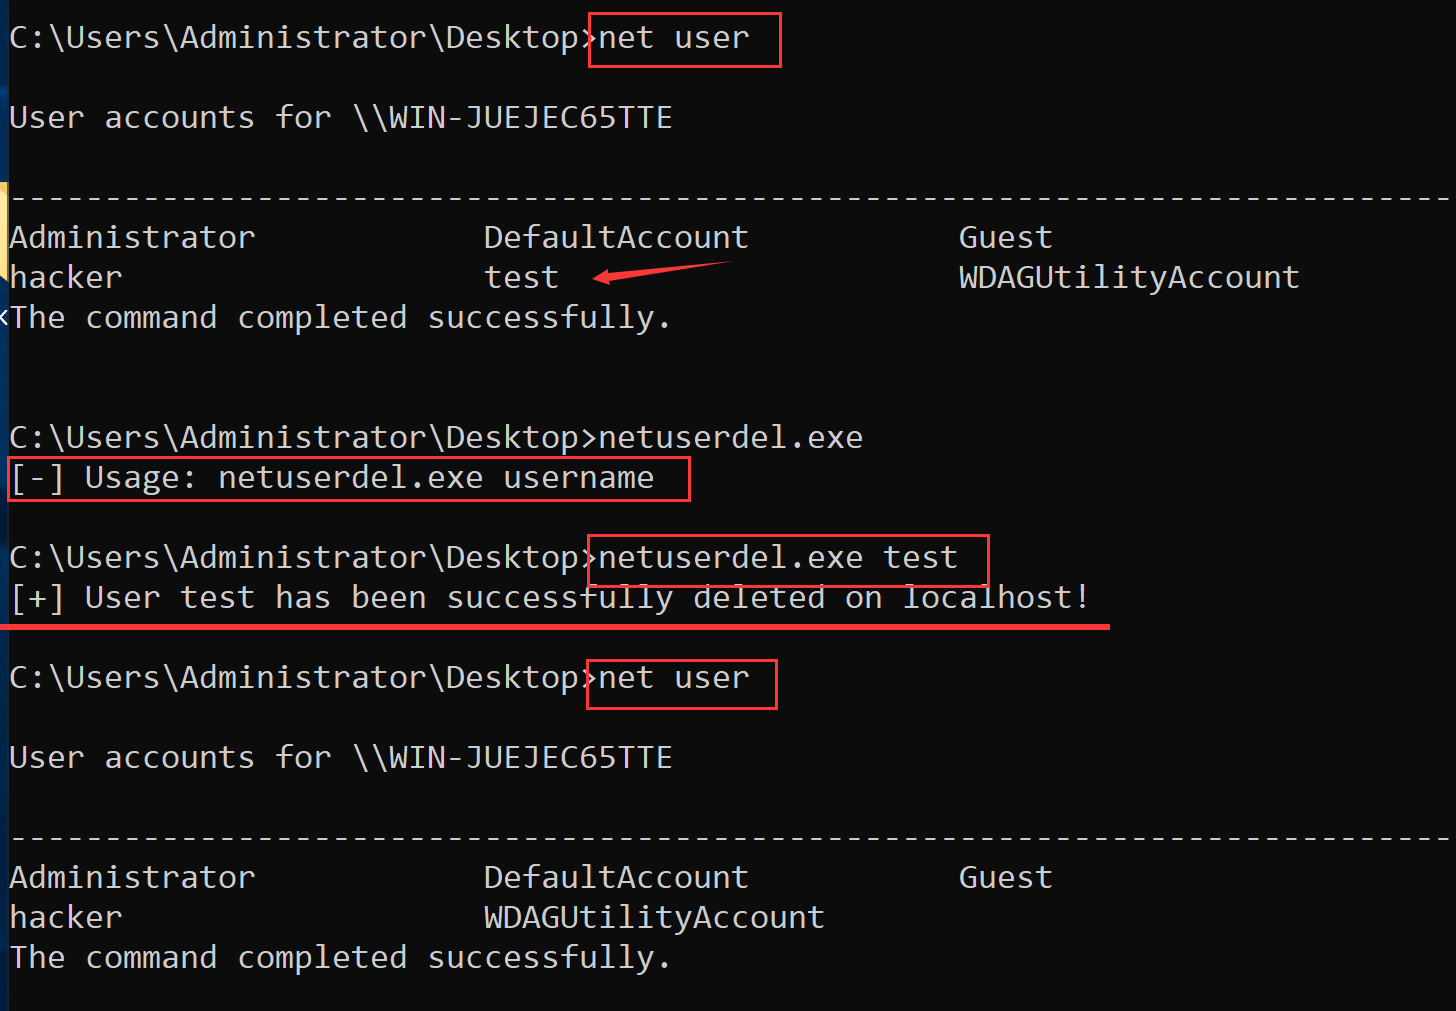 C:\Users\Administrator\Desktop>net user
User accounts for \\WIN-JUEJEC65TTE
-------------------------------------------------------------------------------
Administrator            DefaultAccount           Guest
hacker                   test                     WDAGUtilityAccount
The command completed successfully.
C:\Users\Administrator\Desktop>netuserdel.exe
[-] Usage: netuserdel.exe username
C:\Users\Administrator\Desktop>netuserdel.exe test
[+] User test has been successfully deleted on localhost!
C:\Users\Administrator\Desktop>net user
User accounts for \\WIN-JUEJEC65TTE
-------------------------------------------------------------------------------
Administrator            DefaultAccount           Guest
hacker                   WDAGUtilityAccount
The command completed successfully.